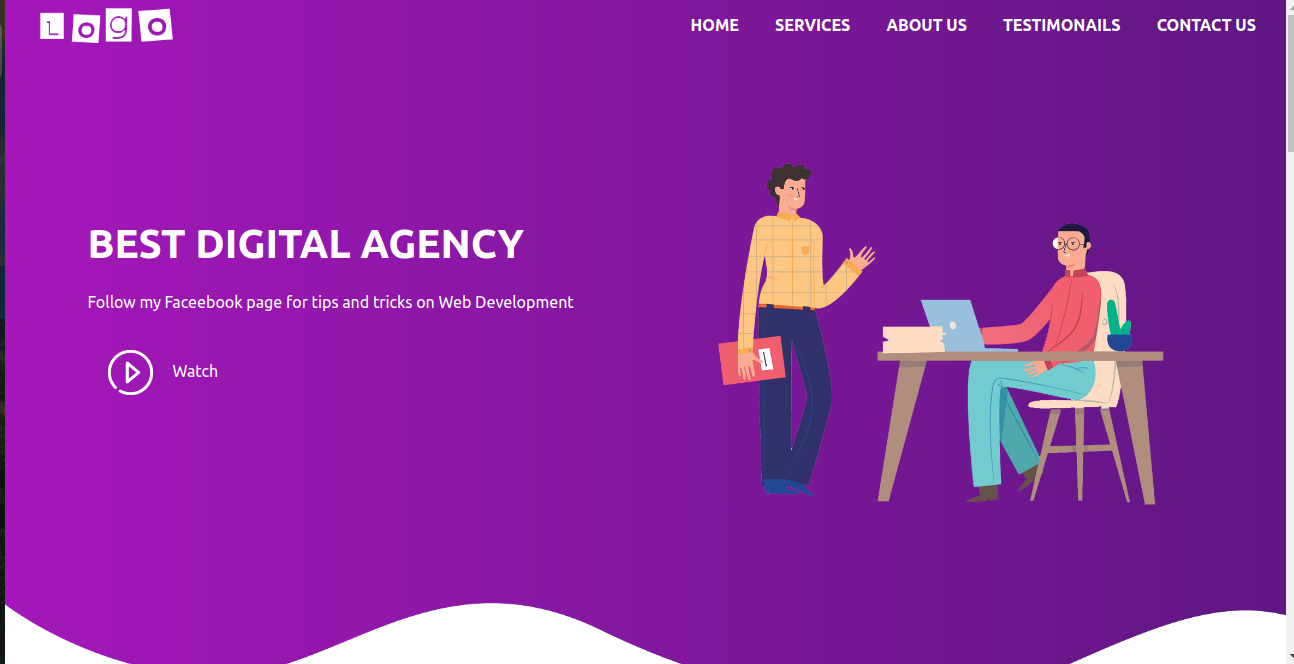 Logo
HOME SERVICES ABOUT US TESTIMONAILS CONTACT US
BEST DIGITAL AGENCY
Follow my Faceebook page for tips and tricks on Web Development
Watch